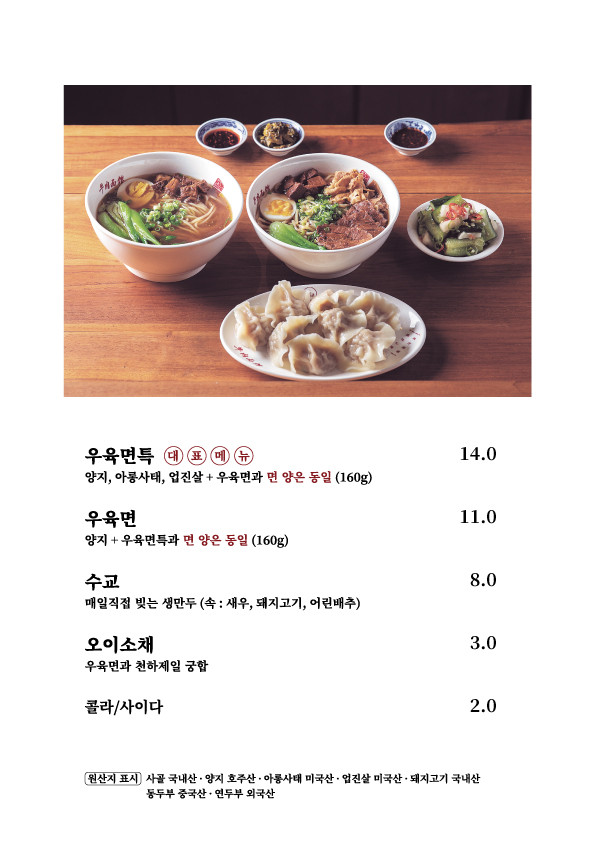 우육면특 대표메뉴 14.0
양지, 아롱사태, 업진살 + 우육면과 면 양은 동일 (160g)
우육면 11.0
양지 + 우육면특과 면 양은 동일 (160g)
수교 8.0
매일직접 빚는 생만두 (속 : 새우, 돼지고기, 어린배추)
오이소채 3.0
우육면과 천하제일 궁합
콜라/사이다 2.0
원산지 표시 사골 국내산 · 양지 호주산 · 아롱사태 미국산 · 업진살 미국산 · 돼지고기 국내산
동두부 중국산 · 연두부 외국산